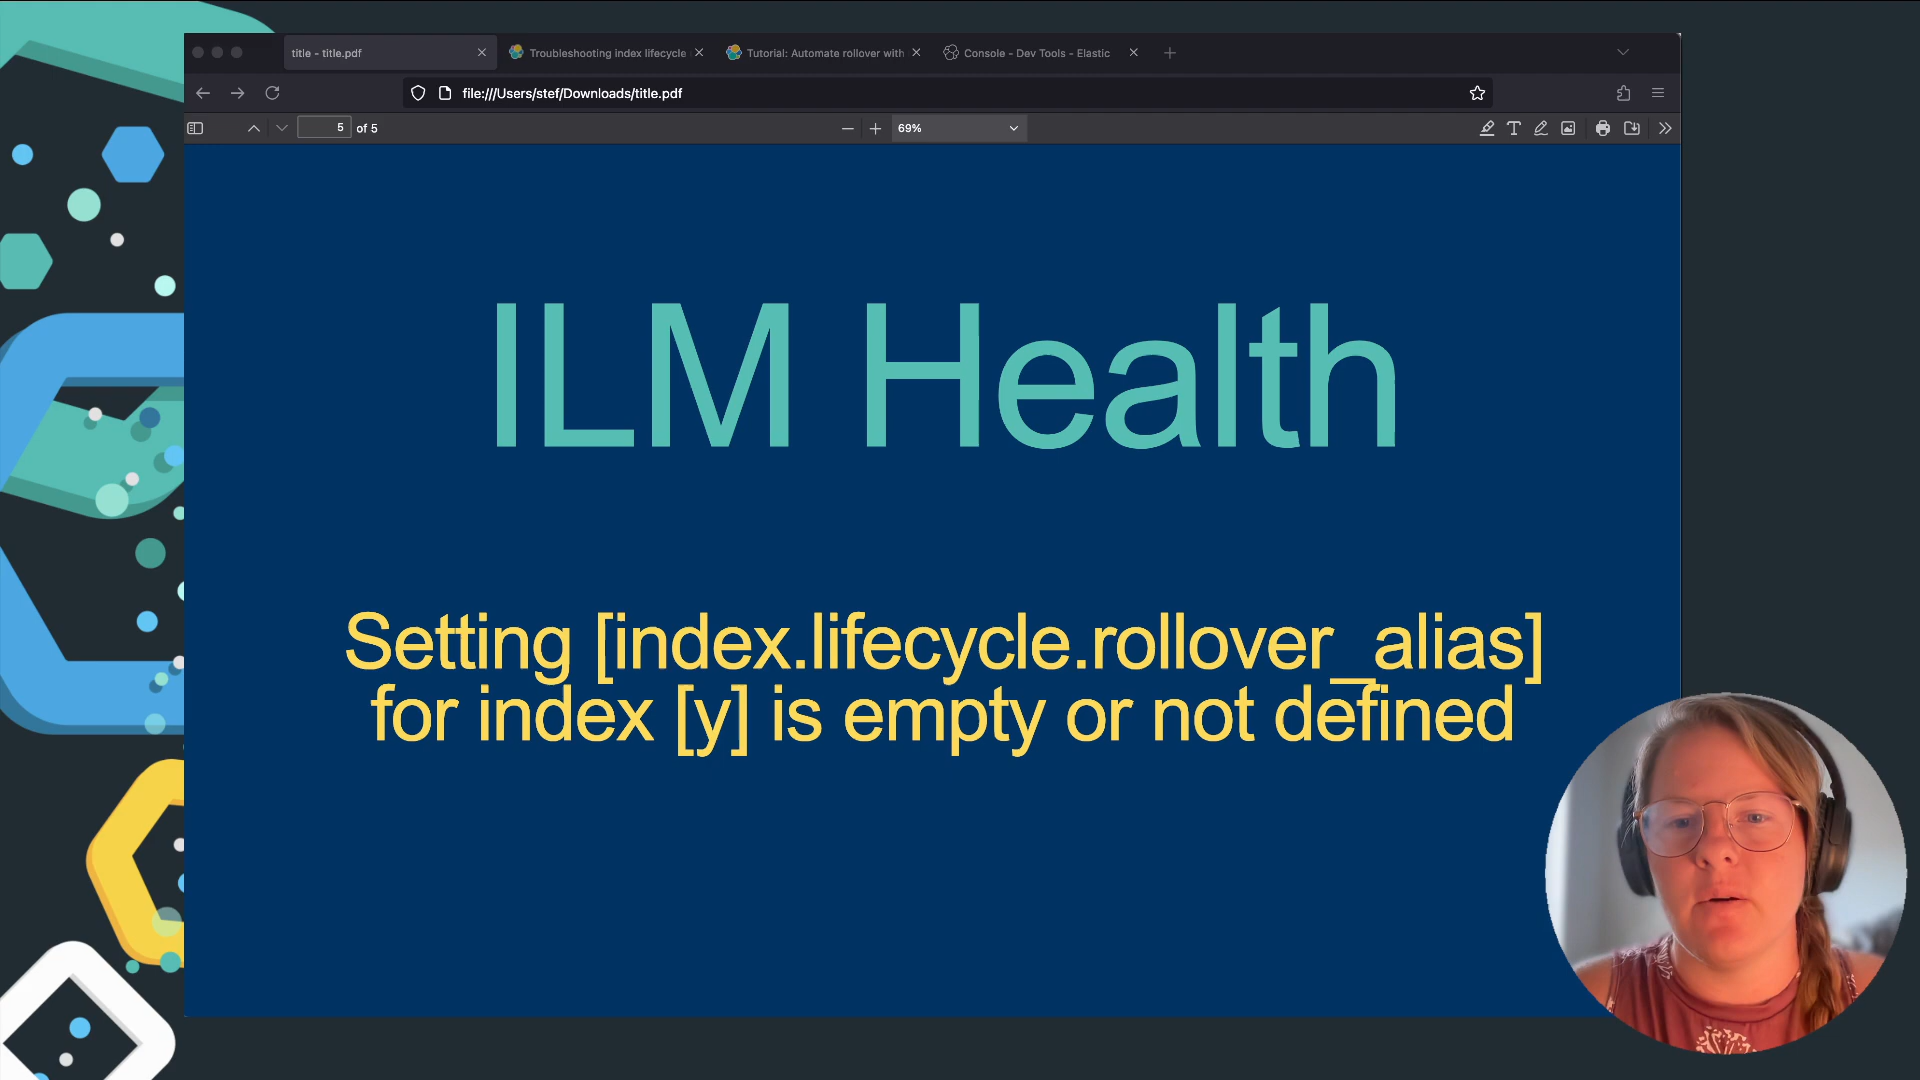 title - title.pdf
Troubleshooting index lifecycle
Tutorial: Automate rollover with
Console - Dev Tools - Elastic
file:///Users/stef/Downloads/title.pdf
5 of 5
69%
ILM Health
Setting [index.lifecycle.rollover_alias]
for index [y] is empty or not defined